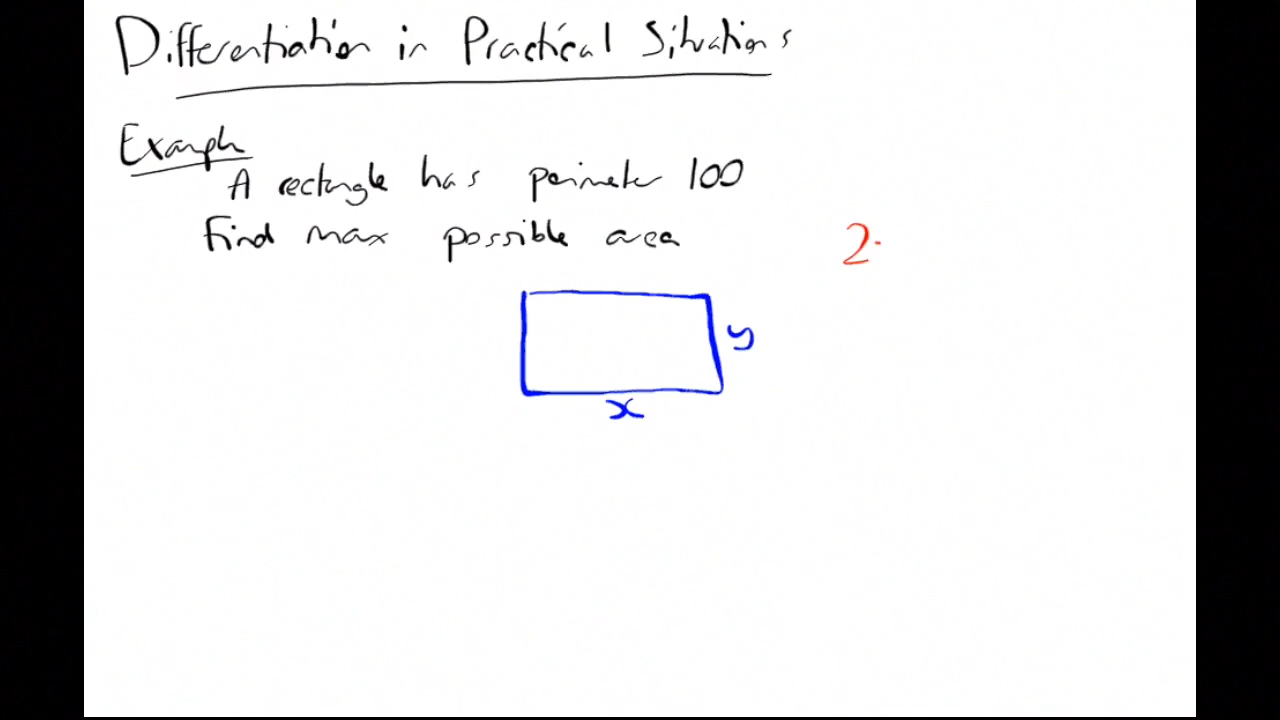 Differentiation in Practical Situations
Example
A rectangle has perimeter 100
Find max possible area
2
y
x